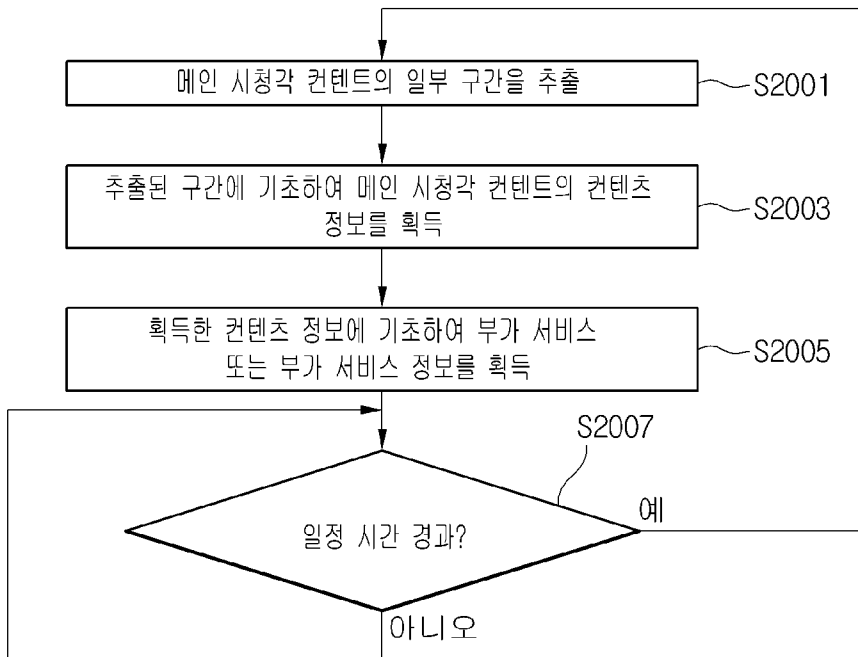 메인 시청각 컨텐트의 일부 구간을 추출
S2001
추출된 구간에 기초하여 메인 시청각 컨텐트의 컨텐츠
정보를 획득
S2003
획득한 컨텐츠 정보에 기초하여 부가 서비스
또는 부가 서비스 정보를 획득
S2005
S2007
일정 시간 경과?
예
아니오